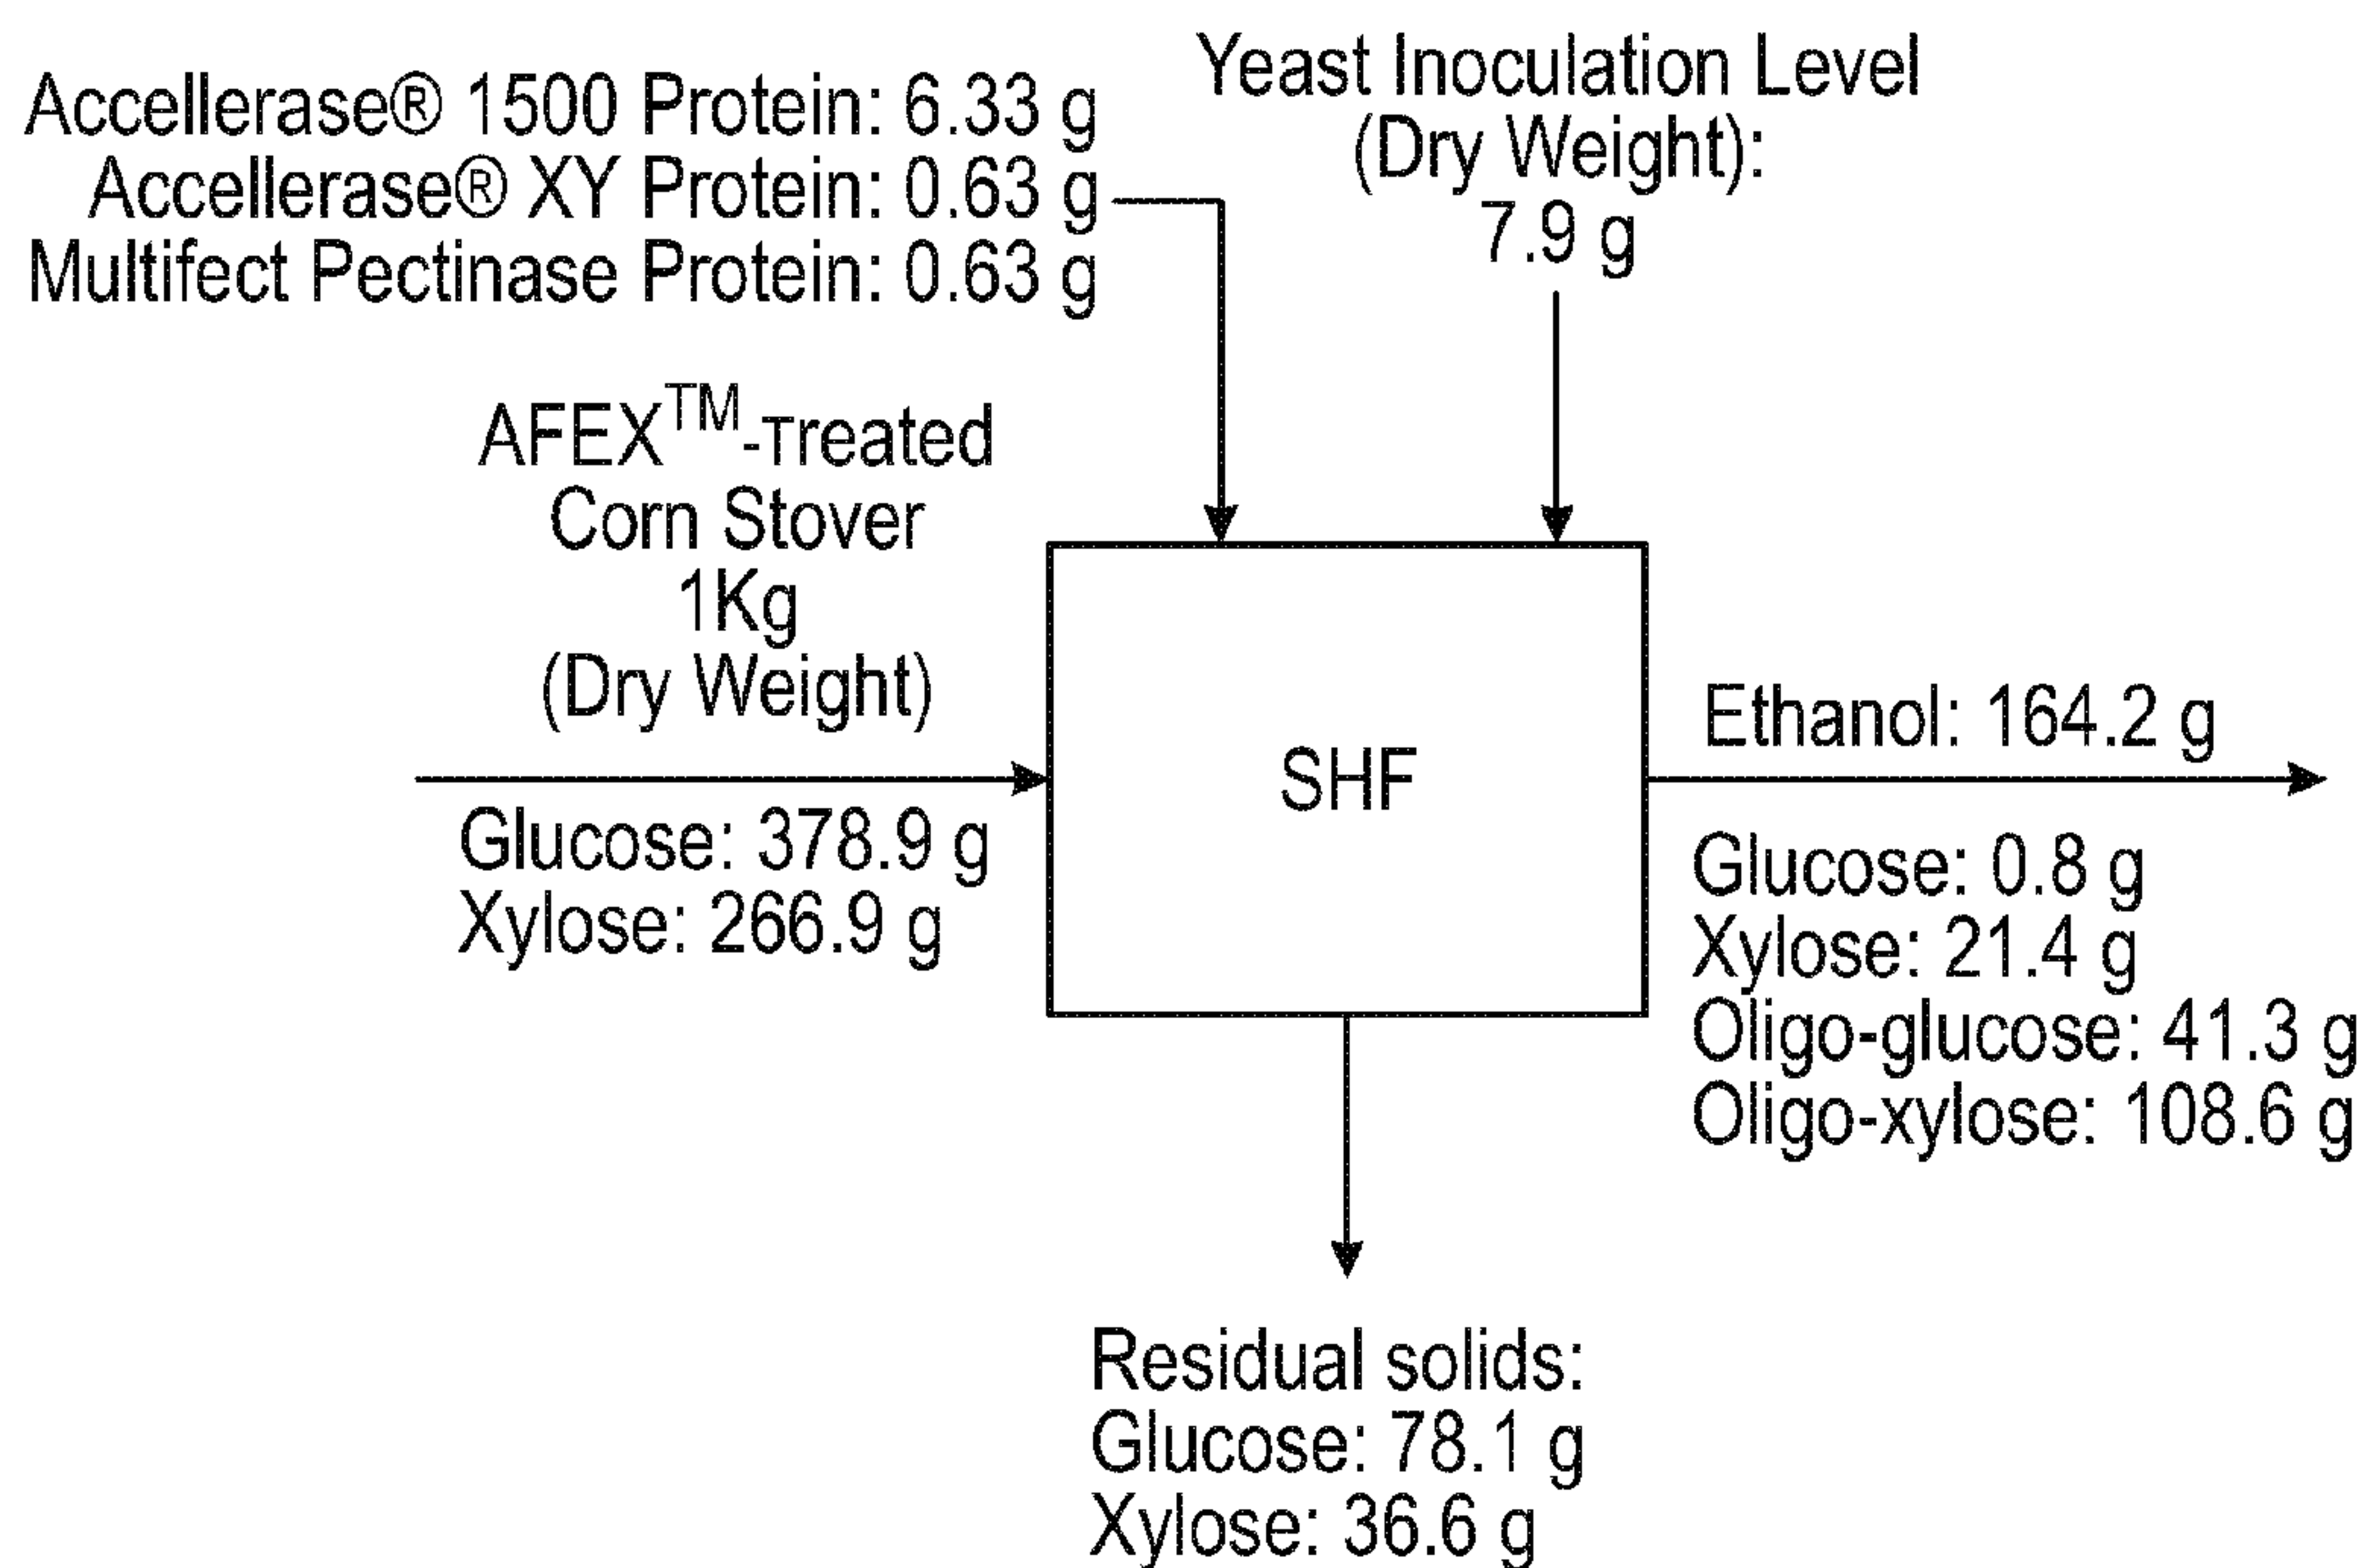 Accellerase® 1500 Protein: 6.33 g
Accellerase® XY Protein: 0.63 g
Multifect Pectinase Protein: 0.63 g
Yeast Inoculation Level
(Dry Weight):
7.9 g
AFEX™-Treated
Corn Stover
1Kg
(Dry Weight)
Glucose: 378.9 g
Xylose: 266.9 g
SHF
Ethanol: 164.2 g
Glucose: 0.8 g
Xylose: 21.4 g
Oligo-glucose: 41.3 g
Oligo-xylose: 108.6 g
Residual solids:
Glucose: 78.1 g
Xylose: 36.6 g